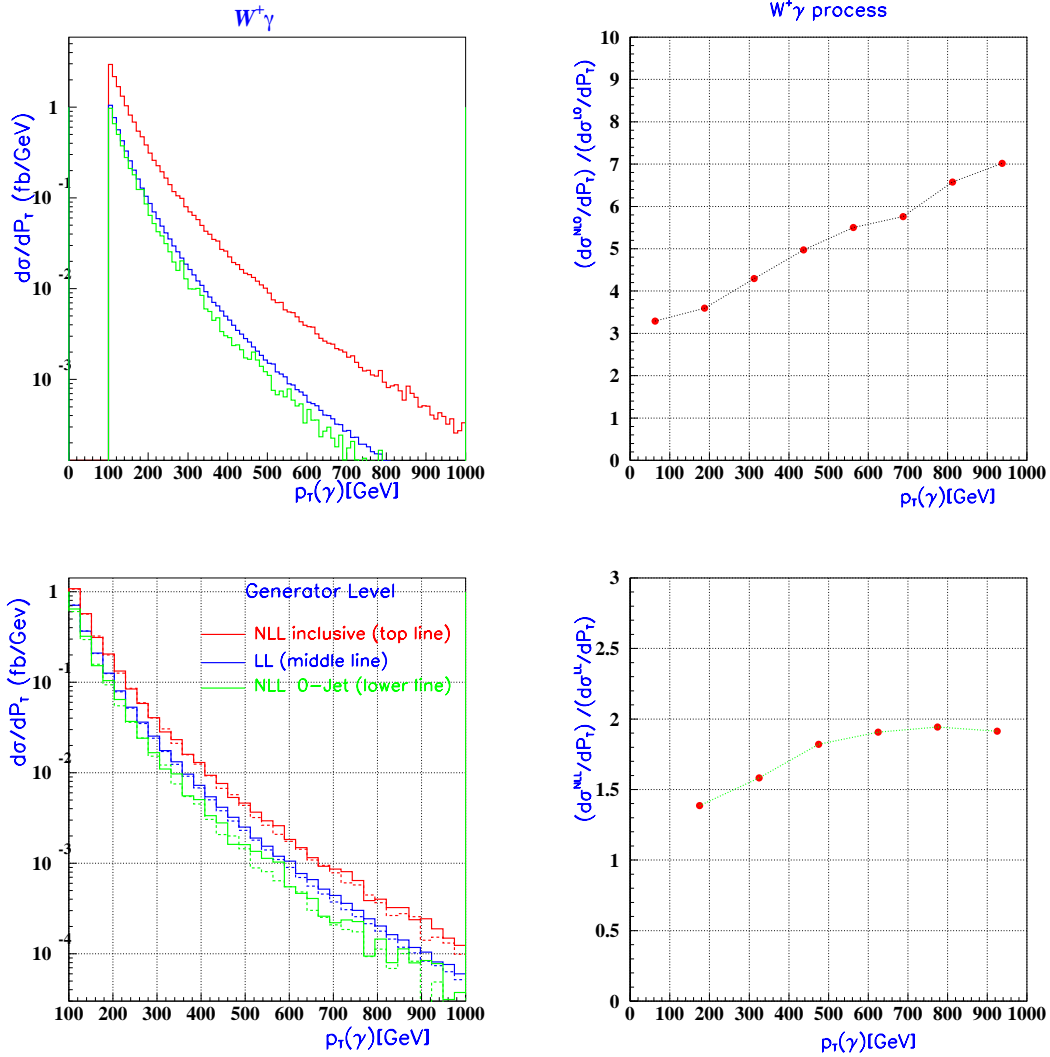 W⁺γ
dσ/dP_T (fb/GeV)
1
10⁻¹
10⁻²
10⁻³
0 100 200 300 400 500 600 700 800 900 1000
p_T(γ)[GeV]
W⁺γ process
(dσ^NLO/dP_T) / (dσ^LO/dP_T)
10
9
8
7
6
5
4
3
2
1
0
0 100 200 300 400 500 600 700 800 900 1000
p_T(γ)[GeV]
dσ/dP_T (fb/Gev)
1
10⁻¹
10⁻²
10⁻³
10⁻⁴
Generator Level
NLL inclusive (top line)
LL (middle line)
NLL 0-Jet (lower line)
100 200 300 400 500 600 700 800 900 1000
p_T(γ)[GeV]
(dσ^NLL/dP_T) / (dσ^LL/dP_T)
3
2.5
2
1.5
1
0.5
0
0 100 200 300 400 500 600 700 800 900 1000
p_T(γ)[GeV]